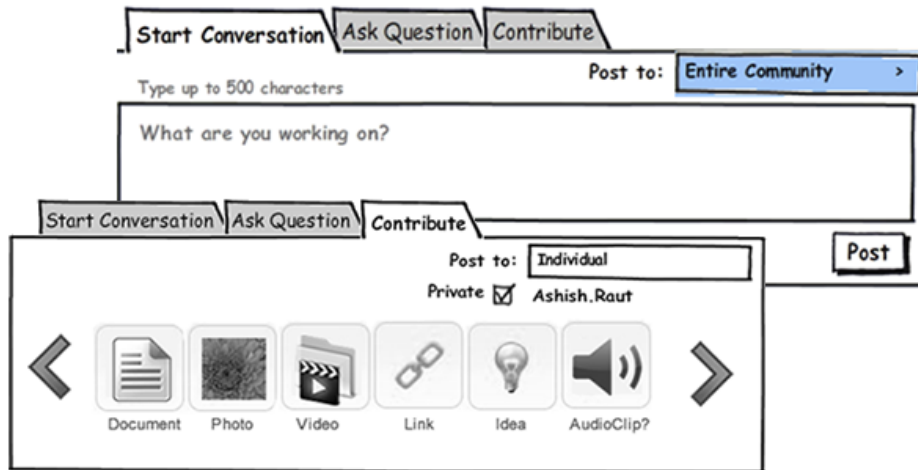 Start Conversation Ask Question Contribute
Post to: Entire Community >
Type up to 500 characters
What are you working on?
Post
Start Conversation Ask Question Contribute
Post to: Individual
Private Ashish.Raut
Document Photo Video Link Idea AudioClip?